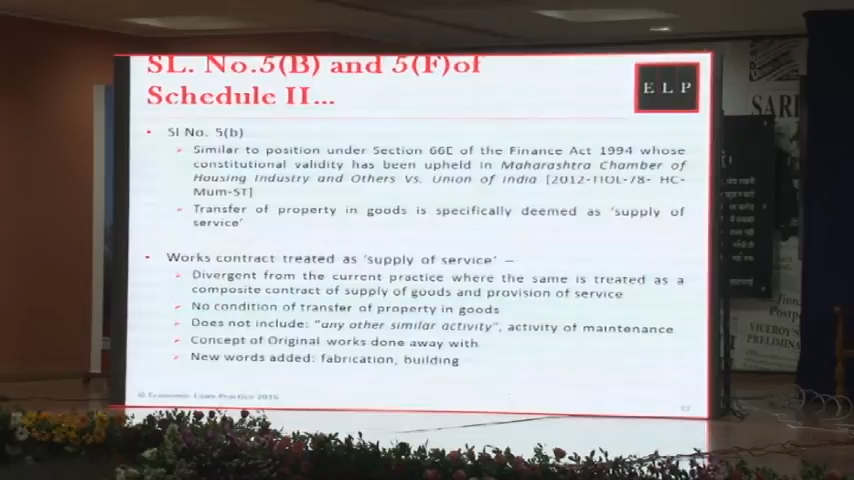 SL. No.5(B) and 5(F)of
Schedule II...
E L P
Sl No. 5(b)
Similar to position under Section 66E of the Finance Act 1994 whose
constitutional validity has been upheld in Maharashtra Chamber of
Housing Industry and Others Vs. Union of India [2012-TIOL-78- HC-
Mum-ST]
Transfer of property in goods is specifically deemed as 'supply of
service'
Works contract treated as 'supply of service' –
Divergent from the current practice where the same is treated as a
composite contract of supply of goods and provision of service
No condition of transfer of property in goods
Does not include: "any other similar activity", activity of maintenance
Concept of Original works done away with
New words added: fabrication, building
© Economic Laws Practice 2016
VICEROY'S